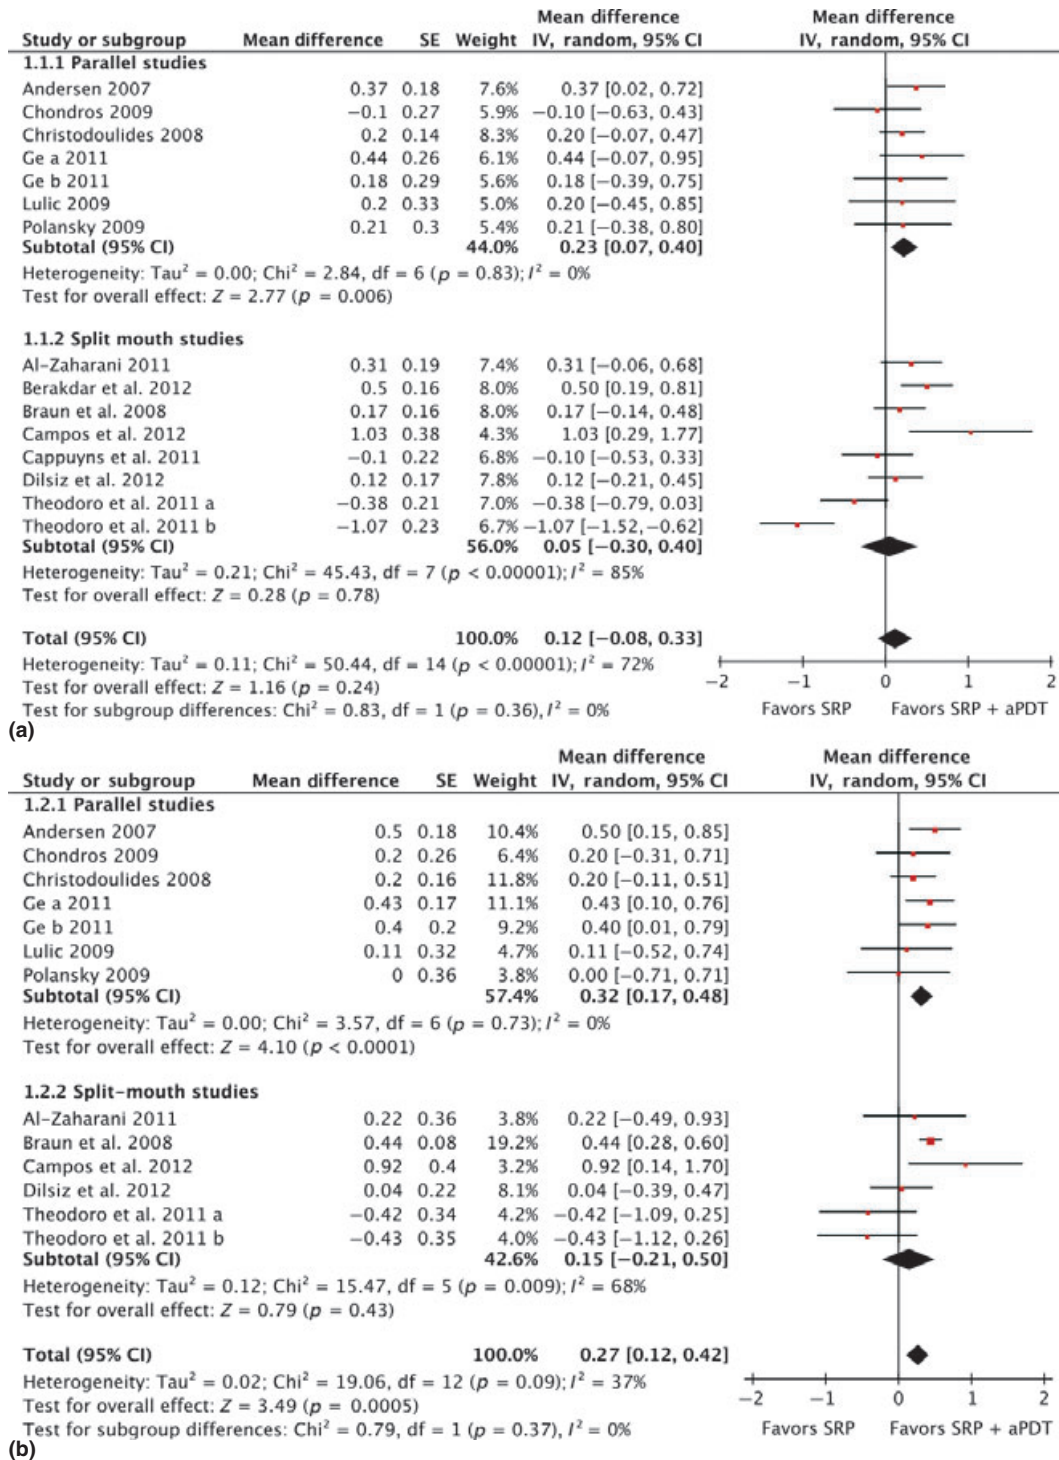 Mean difference Mean difference
Study or subgroup Mean difference SE Weight IV, random, 95% CI IV, random, 95% CI
1.1.1 Parallel studies
Andersen 2007 0.37 0.18 7.6% 0.37 [0.02, 0.72]
Chondros 2009 −0.1 0.27 5.9% −0.10 [−0.63, 0.43]
Christodoulides 2008 0.2 0.14 8.3% 0.20 [−0.07, 0.47]
Ge a 2011 0.44 0.26 6.1% 0.44 [−0.07, 0.95]
Ge b 2011 0.18 0.29 5.6% 0.18 [−0.39, 0.75]
Lulic 2009 0.2 0.33 5.0% 0.20 [−0.45, 0.85]
Polansky 2009 0.21 0.3 5.4% 0.21 [−0.38, 0.80]
Subtotal (95% CI) 44.0% 0.23 [0.07, 0.40]
Heterogeneity: Tau² = 0.00; Chi² = 2.84, df = 6 (p = 0.83); I² = 0%
Test for overall effect: Z = 2.77 (p = 0.006)
1.1.2 Split mouth studies
Al-Zaharani 2011 0.31 0.19 7.4% 0.31 [−0.06, 0.68]
Berakdar et al. 2012 0.5 0.16 8.0% 0.50 [0.19, 0.81]
Braun et al. 2008 0.17 0.16 8.0% 0.17 [−0.14, 0.48]
Campos et al. 2012 1.03 0.38 4.3% 1.03 [0.29, 1.77]
Cappuyns et al. 2011 −0.1 0.22 6.8% −0.10 [−0.53, 0.33]
Dilsiz et al. 2012 0.12 0.17 7.8% 0.12 [−0.21, 0.45]
Theodoro et al. 2011 a −0.38 0.21 7.0% −0.38 [−0.79, 0.03]
Theodoro et al. 2011 b −1.07 0.23 6.7% −1.07 [−1.52, −0.62]
Subtotal (95% CI) 56.0% 0.05 [−0.30, 0.40]
Heterogeneity: Tau² = 0.21; Chi² = 45.43, df = 7 (p < 0.00001); I² = 85%
Test for overall effect: Z = 0.28 (p = 0.78)
Total (95% CI) 100.0% 0.12 [−0.08, 0.33]
Heterogeneity: Tau² = 0.11; Chi² = 50.44, df = 14 (p < 0.00001); I² = 72%
Test for overall effect: Z = 1.16 (p = 0.24)
Test for subgroup differences: Chi² = 0.83, df = 1 (p = 0.36), I² = 0%
−2 −1 0 1 2
Favors SRP Favors SRP + aPDT
(a)
Mean difference Mean difference
Study or subgroup Mean difference SE Weight IV, random, 95% CI IV, random, 95% CI
1.2.1 Parallel studies
Andersen 2007 0.5 0.18 10.4% 0.50 [0.15, 0.85]
Chondros 2009 0.2 0.26 6.4% 0.20 [−0.31, 0.71]
Christodoulides 2008 0.2 0.16 11.8% 0.20 [−0.11, 0.51]
Ge a 2011 0.43 0.17 11.1% 0.43 [0.10, 0.76]
Ge b 2011 0.4 0.2 9.2% 0.40 [0.01, 0.79]
Lulic 2009 0.11 0.32 4.7% 0.11 [−0.52, 0.74]
Polansky 2009 0 0.36 3.8% 0.00 [−0.71, 0.71]
Subtotal (95% CI) 57.4% 0.32 [0.17, 0.48]
Heterogeneity: Tau² = 0.00; Chi² = 3.57, df = 6 (p = 0.73); I² = 0%
Test for overall effect: Z = 4.10 (p < 0.0001)
1.2.2 Split-mouth studies
Al-Zaharani 2011 0.22 0.36 3.8% 0.22 [−0.49, 0.93]
Braun et al. 2008 0.44 0.08 19.2% 0.44 [0.28, 0.60]
Campos et al. 2012 0.92 0.4 3.2% 0.92 [0.14, 1.70]
Dilsiz et al. 2012 0.04 0.22 8.1% 0.04 [−0.39, 0.47]
Theodoro et al. 2011 a −0.42 0.34 4.2% −0.42 [−1.09, 0.25]
Theodoro et al. 2011 b −0.43 0.35 4.0% −0.43 [−1.12, 0.26]
Subtotal (95% CI) 42.6% 0.15 [−0.21, 0.50]
Heterogeneity: Tau² = 0.12; Chi² = 15.47, df = 5 (p = 0.009); I² = 68%
Test for overall effect: Z = 0.79 (p = 0.43)
Total (95% CI) 100.0% 0.27 [0.12, 0.42]
Heterogeneity: Tau² = 0.02; Chi² = 19.06, df = 12 (p = 0.09); I² = 37%
Test for overall effect: Z = 3.49 (p = 0.0005)
Test for subgroup differences: Chi² = 0.79, df = 1 (p = 0.37), I² = 0%
−2 −1 0 1 2
Favors SRP Favors SRP + aPDT
(b)